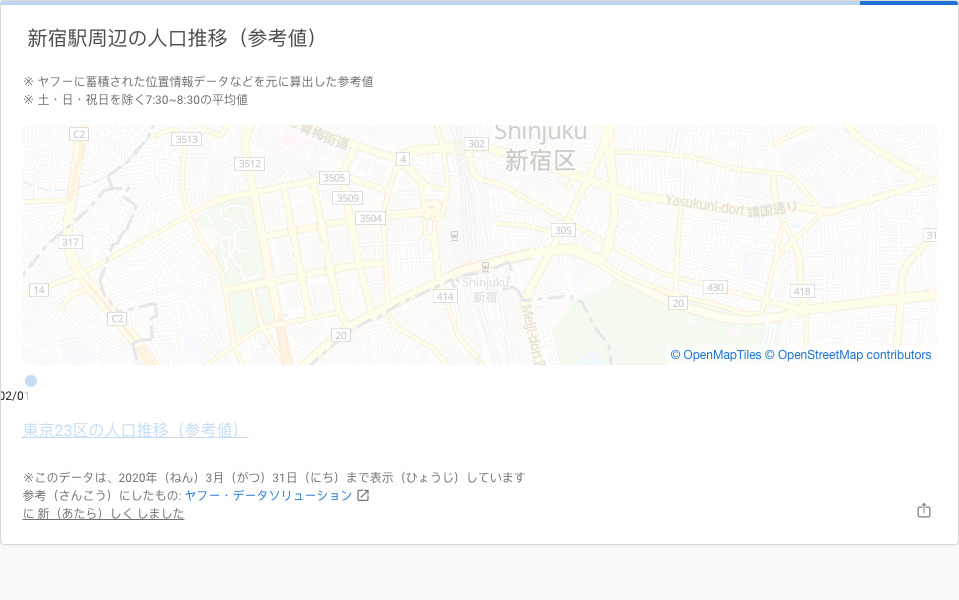 新宿駅周辺の人口推移（参考値）
※ ヤフーに蓄積された位置情報データなどを元に算出した参考値
※ 土・日・祝日を除く7:30~8:30の平均値
C2
3513
青梅街道
302
Shinjuku
新宿区
3512
4
3505
3509
3504
Yasukuni-dori 靖国通り
317
305
31
14
Shinjuku
新宿
414
430
418
20
C2
20
Meiji-dori
© OpenMapTiles © OpenStreetMap contributors
02/01
東京23区の人口推移（参考値）
※このデータは、2020年（ねん）3月（がつ）31日（にち）まで表示（ひょうじ）しています
参考（さんこう）にしたもの: ヤフー・データソリューション
に 新（あたら）しく しました